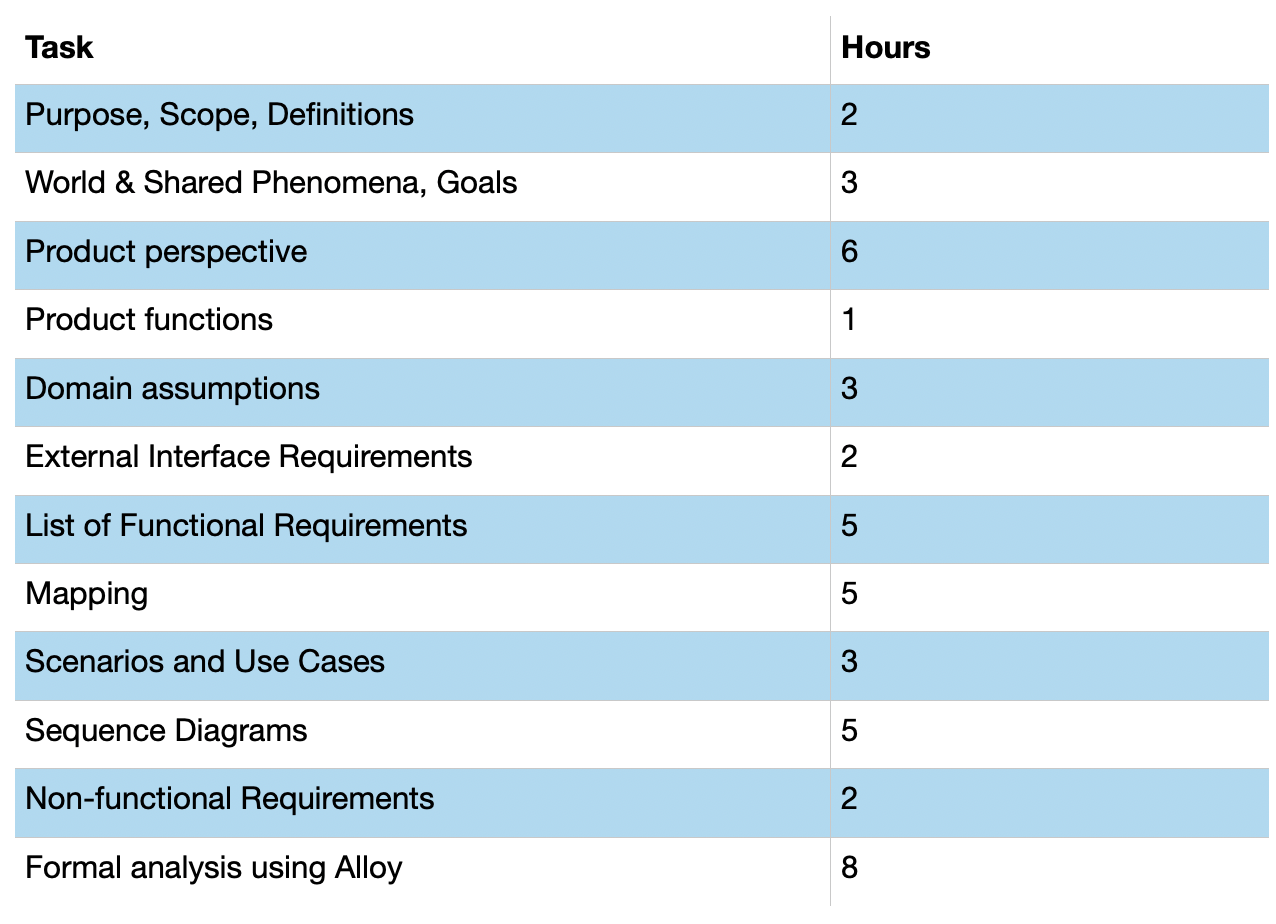 Task Hours
Purpose, Scope, Definitions 2
World & Shared Phenomena, Goals 3
Product perspective 6
Product functions 1
Domain assumptions 3
External Interface Requirements 2
List of Functional Requirements 5
Mapping 5
Scenarios and Use Cases 3
Sequence Diagrams 5
Non-functional Requirements 2
Formal analysis using Alloy 8